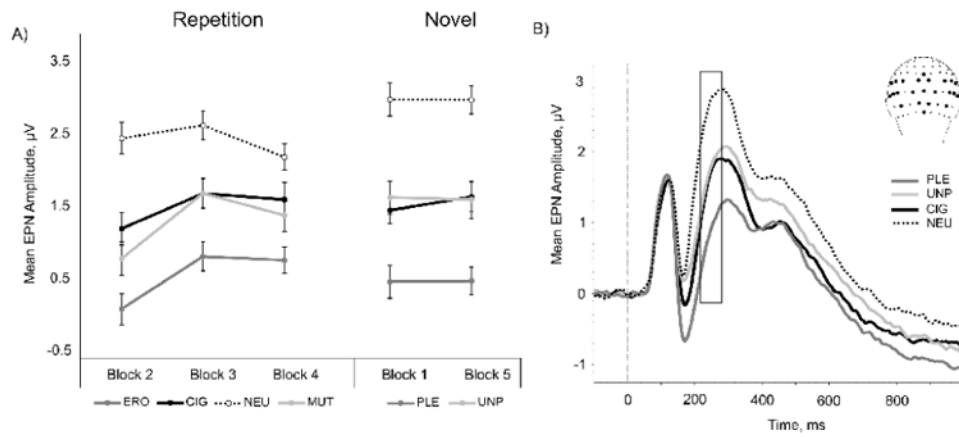 A)
Repetition
Novel
Mean EPN Amplitude, µV
3.5
2.5
1.5
0.5
-0.5
Block 2 Block 3 Block 4 Block 1 Block 5
ERO CIG NEU MUT PLE UNP
B)
Mean EPN Amplitude, µV
3
2
1
0
-1
0 200 400 600 800
Time, ms
PLE
UNP
CIG
NEU